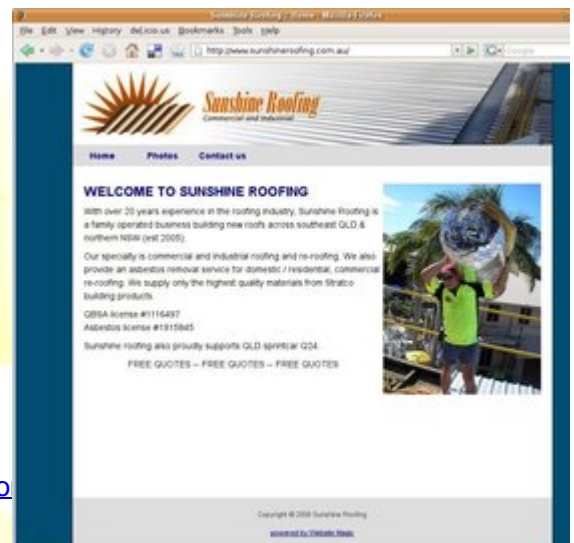 Sunshine Roofing :: Home - Mozilla Firefox
File Edit View History del.icio.us Bookmarks Tools Help
http://www.sunshineroofing.com.au/
Google
Sunshine Roofing
Commercial and Industrial
Home Photos Contact us
WELCOME TO SUNSHINE ROOFING
With over 20 years experience in the roofing industry, Sunshine Roofing is
a family operated business building new roofs across southeast QLD &
northern NSW (est 2005).
Our specialty is commercial and industrial roofing and re-roofing. We also
provide an asbestos removal service for domestic / residential, commercial
re-roofing. We supply only the highest quality materials from Stratco
building products.
QBSA license #1116497
Asbestos license #1915845
Sunshine roofing also proudly supports QLD sprintcar Q24.
FREE QUOTES -- FREE QUOTES -- FREE QUOTES
Copyright © 2008 Sunshine Roofing
powered by Website Magic